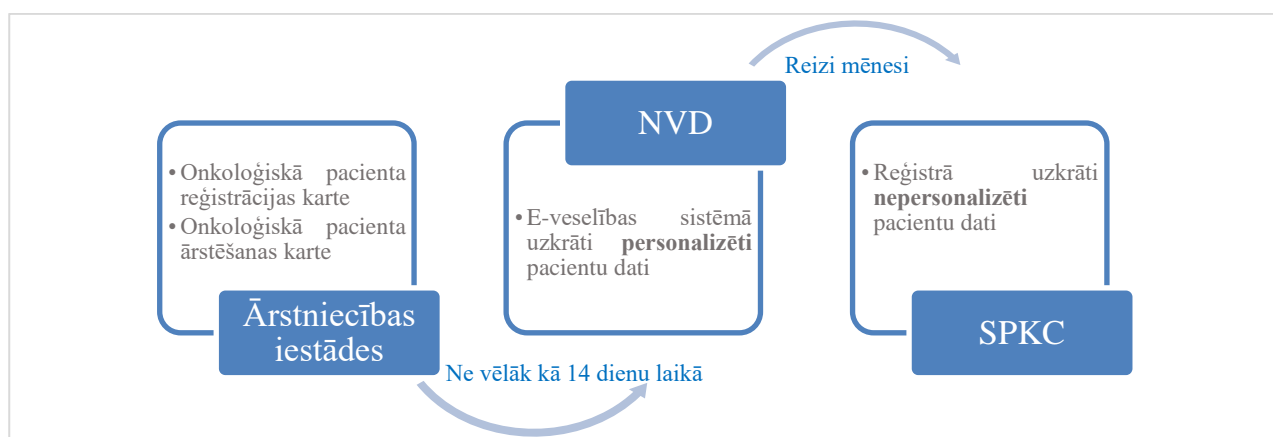 • Onkoloģiskā pacienta
reģistrācijas karte
• Onkoloģiskā pacienta
ārstēšanas karte
Ārstniecības
iestādes
Ne vēlāk kā 14 dienu laikā
NVD
• E-veselības sistēmā
uzkrāti personalizēti
pacientu dati
Reizi mēnesi
• Reģistrā uzkrāti
nepersonalizēti
pacientu dati
SPKC